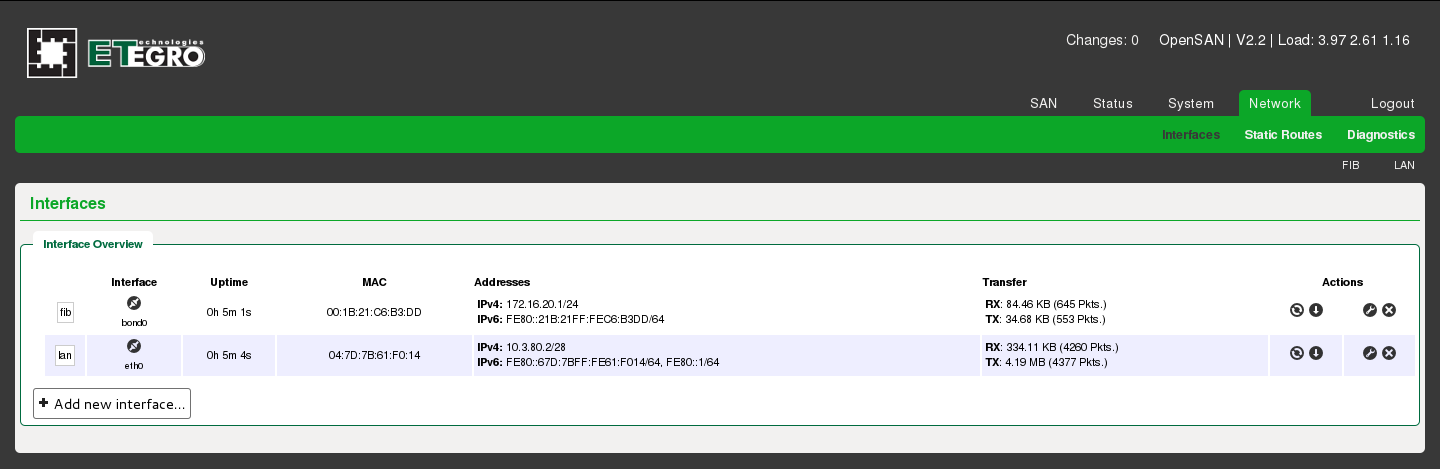 ETEGRO technologies
Changes: 0 OpenSAN | V2.2 | Load: 3.97 2.61 1.16
SAN Status System Network Logout
Interfaces Static Routes Diagnostics
FIB LAN
Interfaces
Interface Overview
Interface Uptime MAC Addresses Transfer Actions
fib bond0 0h 5m 1s 00:1B:21:C6:B3:DD IPv4: 172.16.20.1/24 RX: 84.46 KB (645 Pkts.)
IPv6: FE80::21B:21FF:FEC6:B3DD/64 TX: 34.68 KB (553 Pkts.)
lan eth0 0h 5m 4s 04:7D:7B:61:F0:14 IPv4: 10.3.80.2/28 RX: 334.11 KB (4260 Pkts.)
IPv6: FE80::67D:7BFF:FE61:F014/64, FE80::1/64 TX: 4.19 MB (4377 Pkts.)
Add new interface...